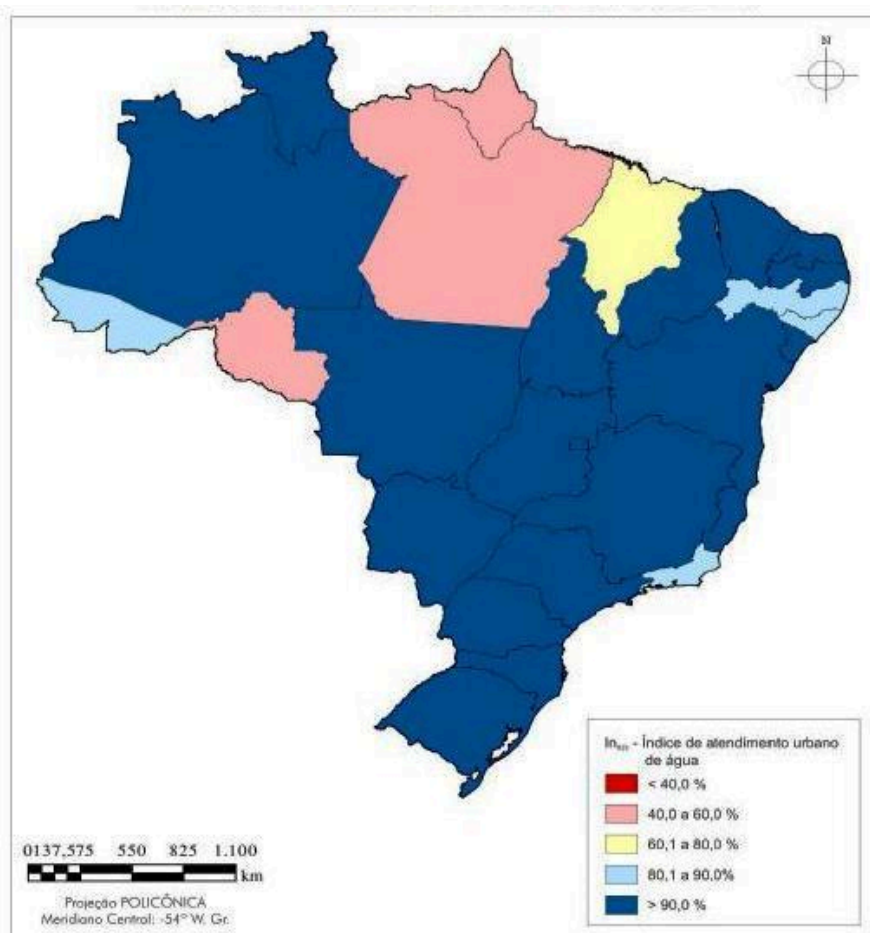 N
In₀₂₃ - Índice de atendimento urbano
de água
< 40,0 %
40,0 a 60,0 %
60,1 a 80,0 %
80,1 a 90,0%
> 90,0 %
0137,575 550 825 1.100
km
Projeção POLICÔNICA
Meridiano Central: -54° W. Gr.